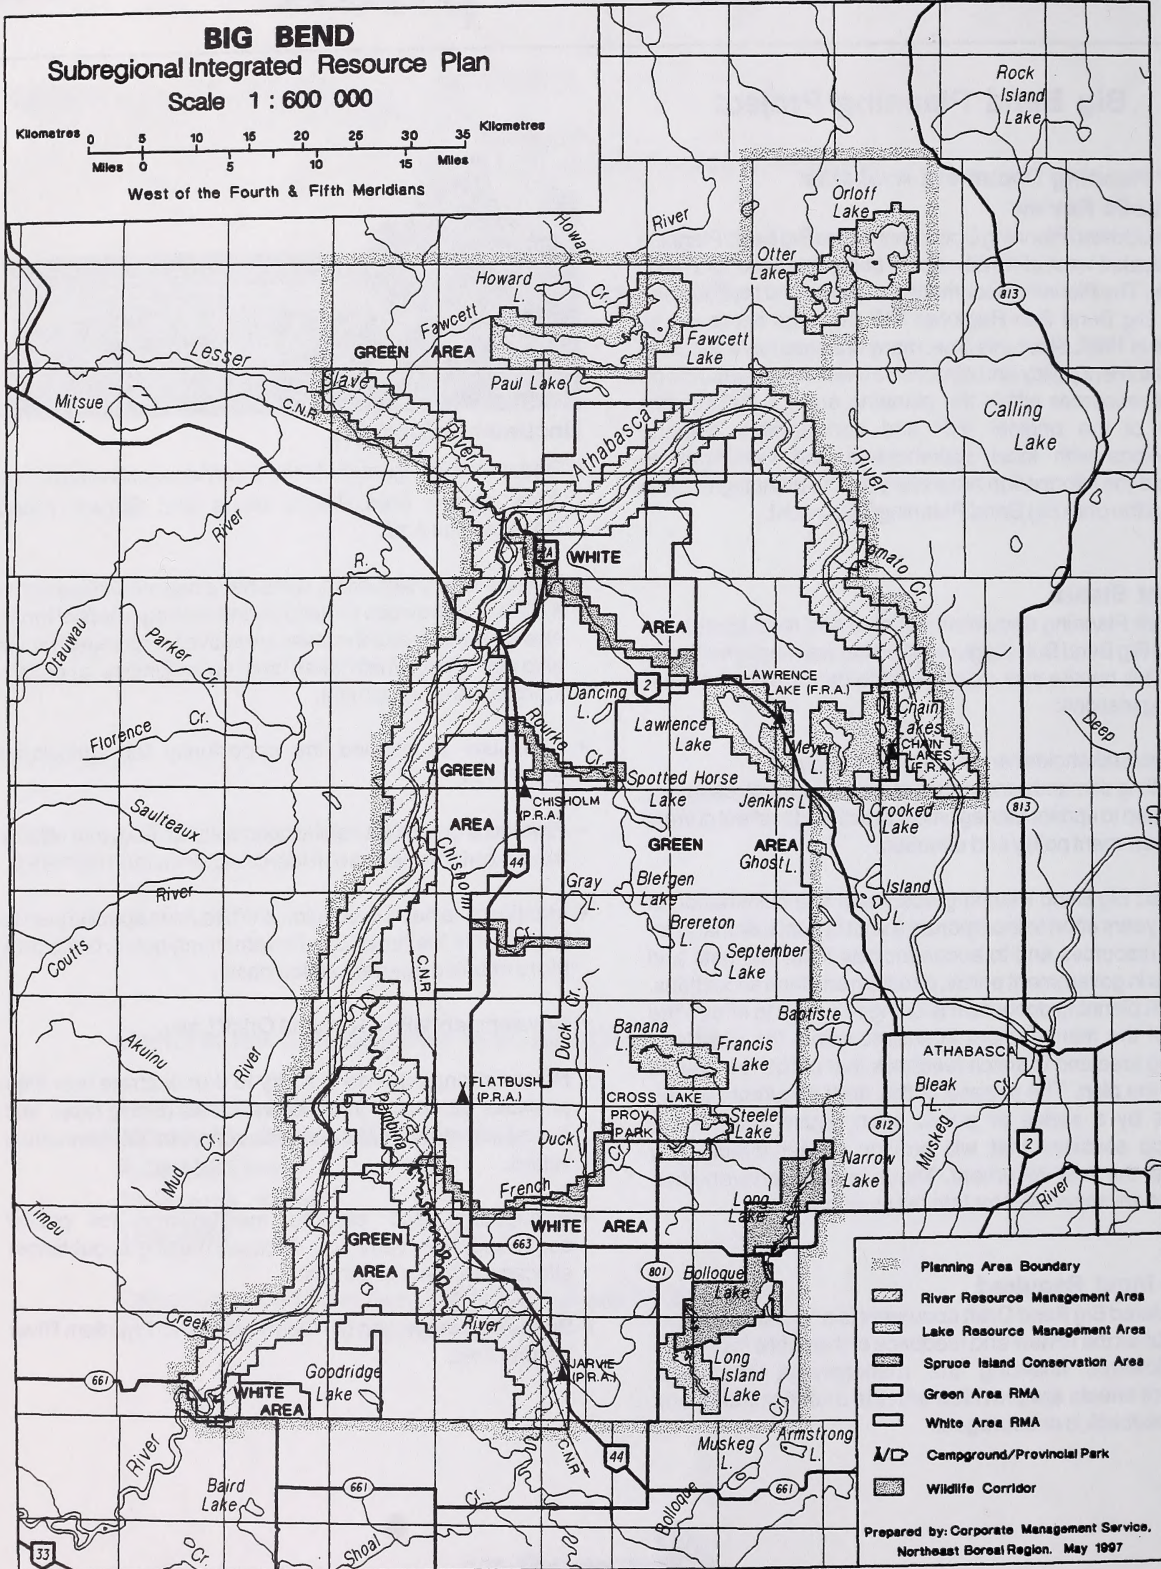 BIG BEND
Subregional Integrated Resource Plan
Scale 1 : 600 000
Kilometres 0 5 10 15 20 25 30 35 Kilometres
Miles 0 5 10 15 Miles
West of the Fourth & Fifth Meridians
Rock
Island
Lake
Orloff
Lake
Otter
Lake
813
Howard
Cr.
River
Howard
L.
Fawcett
Fawcett
Lake
GREEN AREA
Paul Lake
Lesser
Slave
River
Mitsue
L.
C.N.R.
Athabasca
River
Calling
Lake
2A
WHITE
AREA
Tomato Cr.
River
R.
Otauwau
Parker
Cr.
Florence Cr.
Saulteaux
River
Coutts
2
Dancing
L.
LAWRENCE
LAKE (F.R.A.)
Lawrence
Lake
Meyer
L.
Chain
Lakes
CHAIN
LAKES
(F.R.A.)
Deep
Cr.
813
Rourke
Cr.
Spotted Horse
Lake
Jenkins L.
Crooked
Lake
GREEN
AREA
CHISHOLM
(P.R.A.)
GREEN
AREA
Ghost L.
44
Chisholm
Cr.
Gray
L.
Blefgen
Lake
Brereton
L.
September
Lake
Island
L.
C.N.R
Duck Cr.
Baptiste
L.
Banana
L.
Francis
Lake
ATHABASCA
Akuinu
River
Mud Cr.
FLATBUSH
(P.R.A.)
Pembina
CROSS LAKE
PROV.
PARK
Steele
Lake
Bleak
L.
Muskeg
Cr.
812
2
River
Duck
L.
Cr.
French
Narrow
Lake
Long
Lake
WHITE AREA
663
801
Timeu
Creek
GREEN
AREA
Bolloque
Lake
River
Long
Island
Lake
JARVIE
(P.R.A.)
661
WHITE
AREA
Goodridge
Lake
River
Cr.
Muskeg
L.
Armstrong
L.
C.N.R
44
661
661
Baird
Lake
Cr.
Shoal
Cr.
Bolloque
33
Planning Area Boundary
River Resource Management Area
Lake Resource Management Area
Spruce Island Conservation Area
Green Area RMA
White Area RMA
Campground/Provincial Park
Wildlife Corridor
Prepared by: Corporate Management Service,
Northeast Boreal Region. May 1997